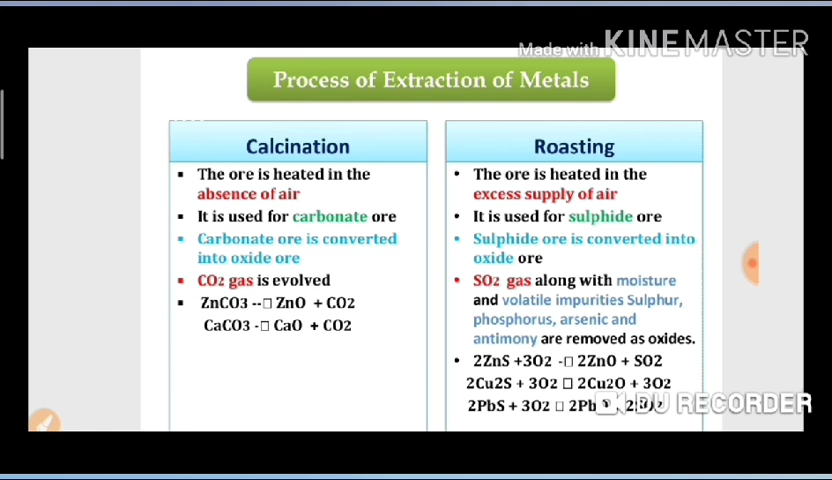 Made with KINEMASTER
Process of Extraction of Metals
Calcination
▪ The ore is heated in the
absence of air
▪ It is used for carbonate ore
▪ Carbonate ore is converted
into oxide ore
▪ CO2 gas is evolved
▪ ZnCO3 --□ ZnO + CO2
CaCO3 -□ CaO + CO2
Roasting
• The ore is heated in the
excess supply of air
• It is used for sulphide ore
• Sulphide ore is converted into
oxide ore
• SO2 gas along with moisture
and volatile impurities Sulphur,
phosphorus, arsenic and
antimony are removed as oxides.
• 2ZnS +3O2 -□ 2ZnO + SO2
2Cu2S + 3O2 □ 2Cu2O + 3O2
2PbS + 3O2 □ 2Pb 2SO2
DU RECORDER